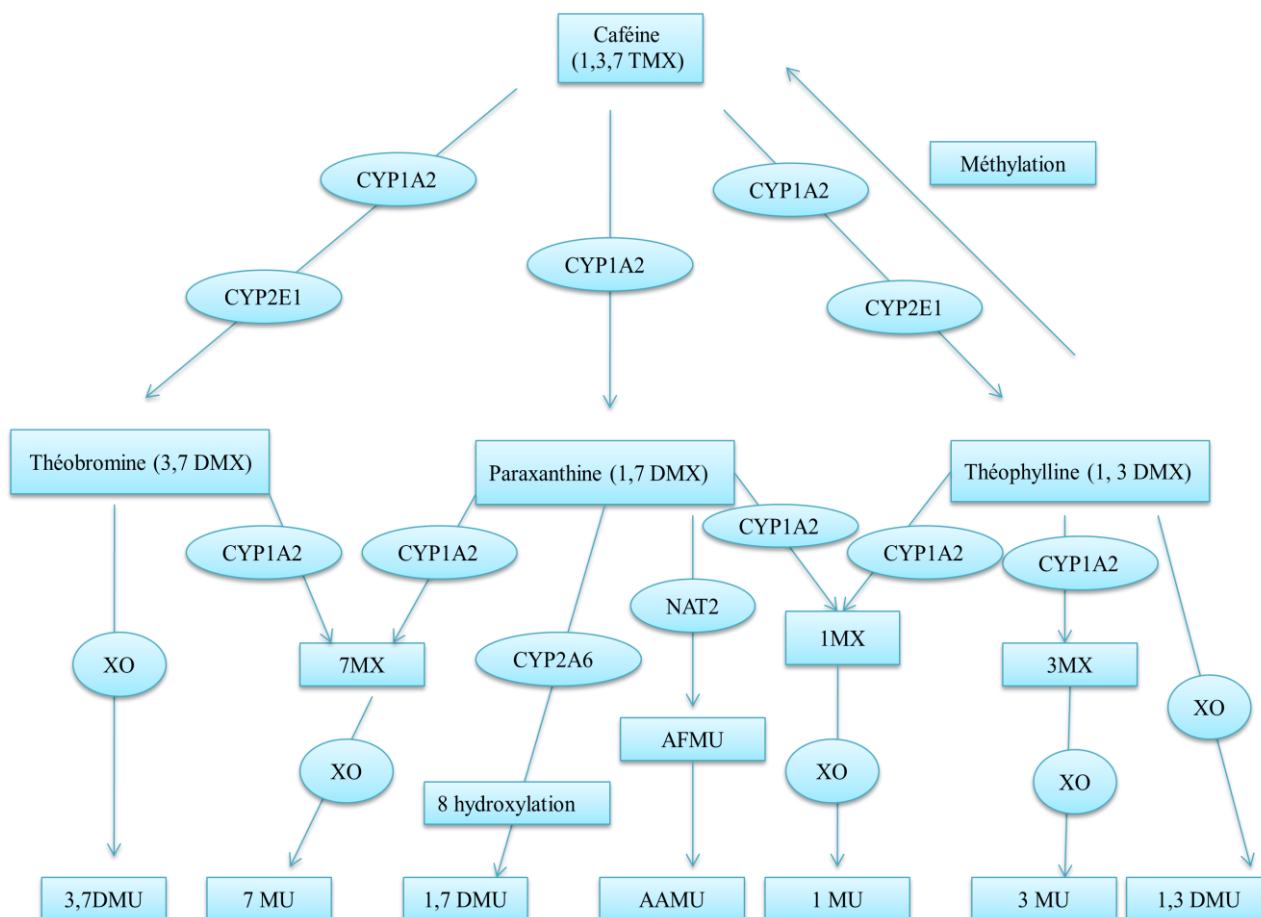 Caféine
(1,3,7 TMX)
Méthylation
CYP1A2
CYP1A2
CYP1A2
CYP2E1
CYP2E1
Théobromine (3,7 DMX)
Paraxanthine (1,7 DMX)
Théophylline (1, 3 DMX)
CYP1A2
CYP1A2
CYP1A2
CYP1A2
CYP1A2
NAT2
1MX
XO
7MX
CYP2A6
3MX
XO
AFMU
XO
XO
XO
8 hydroxylation
3,7DMU
7 MU
1,7 DMU
AAMU
1 MU
3 MU
1,3 DMU